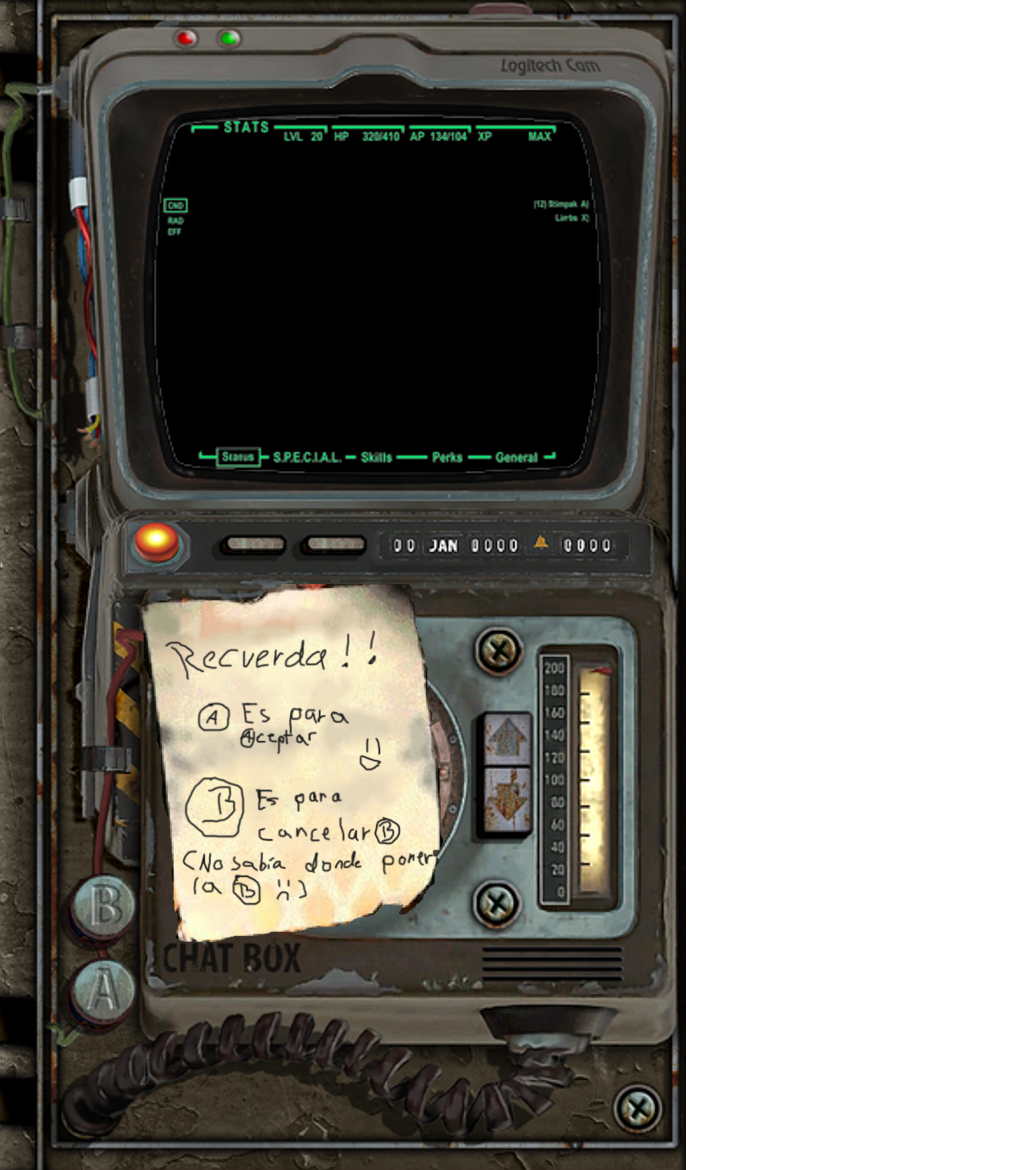 Logitech Cam
STATS
LVL 20 HP 320/410 AP 134/104 XP MAX
CND
RAD
EFF
(12) Stimpak A)
Limbs X)
Status S.P.E.C.I.A.L. Skills Perks General
00 JAN 0000 0000
Recuerda!!
A Es para
Aceptar
B Es para
cancelar B
(No sabía donde poner
la B :()
200
180
160
140
120
100
80
60
40
20
0
B
A
CHAT BOX